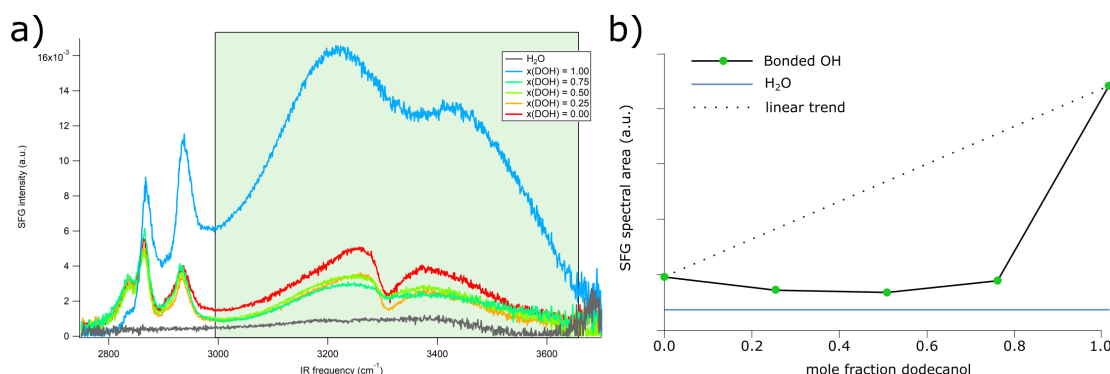 a)
SFG intensity (a.u.)
16x10⁻³
14
12
10
8
6
4
2
0
2800
3000
3200
3400
3600
IR frequency (cm⁻¹)
H₂O
x(DOH) = 1.00
x(DOH) = 0.75
x(DOH) = 0.50
x(DOH) = 0.25
x(DOH) = 0.00
b)
SFG spectral area (a.u.)
Bonded OH
H₂O
linear trend
0.0
0.2
0.4
0.6
0.8
1.0
mole fraction dodecanol